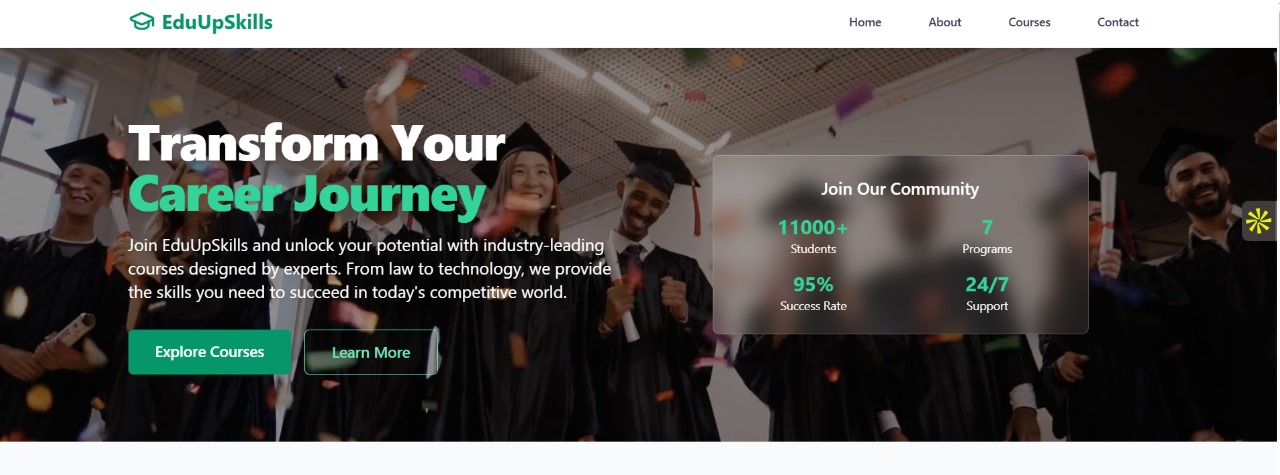 EduUpSkills
Home
About
Courses
Contact
Transform Your
Career Journey
Join EduUpSkills and unlock your potential with industry-leading
courses designed by experts. From law to technology, we provide
the skills you need to succeed in today's competitive world.
Explore Courses
Learn More
Join Our Community
11000+
Students
7
Programs
95%
Success Rate
24/7
Support